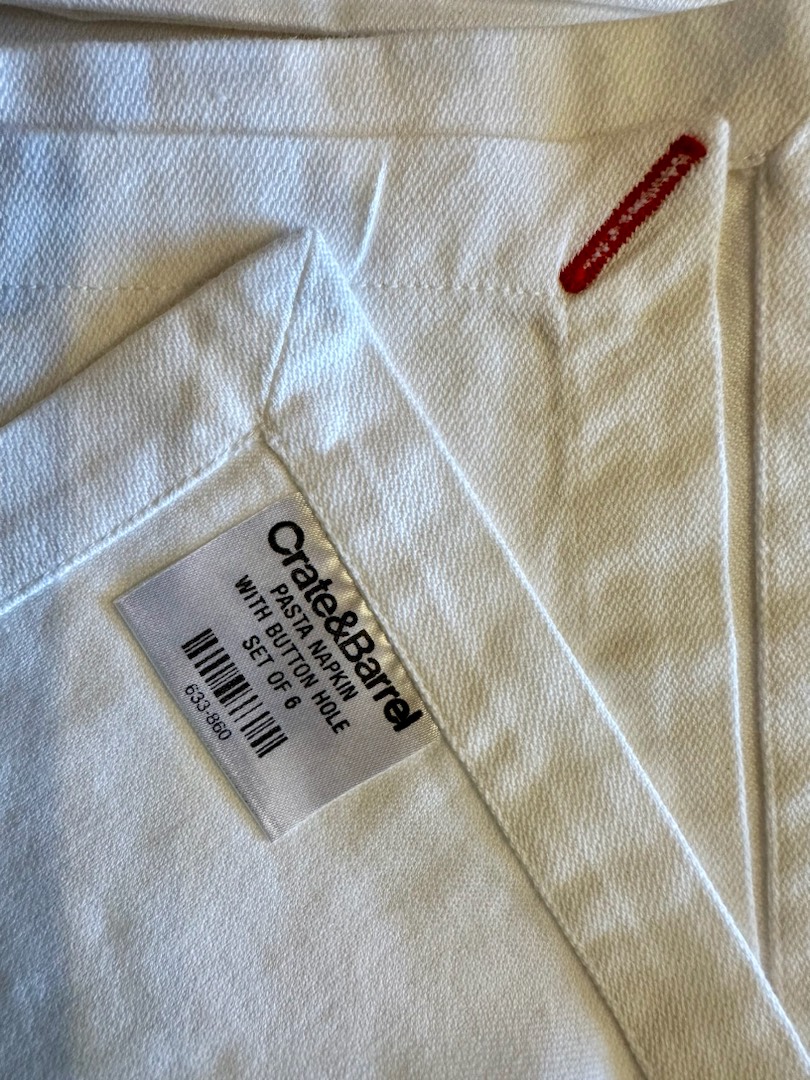 Crate&Barrel
PASTA NAPKIN
WITH BUTTON HOLE
SET OF 6
633-860